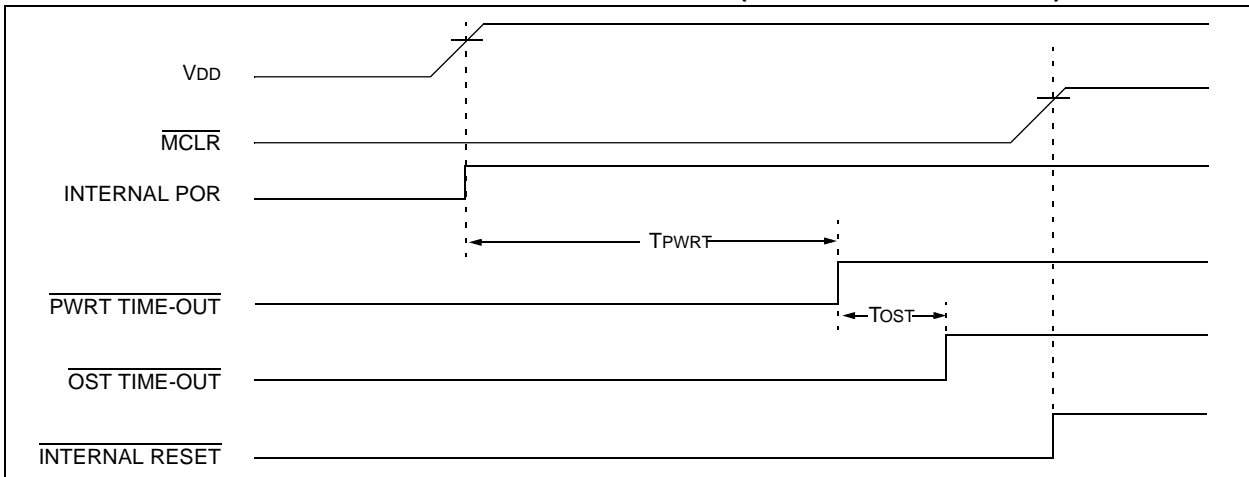 VDD
MCLR
INTERNAL POR
TPWRT
PWRT TIME-OUT
TOST
OST TIME-OUT
INTERNAL RESET